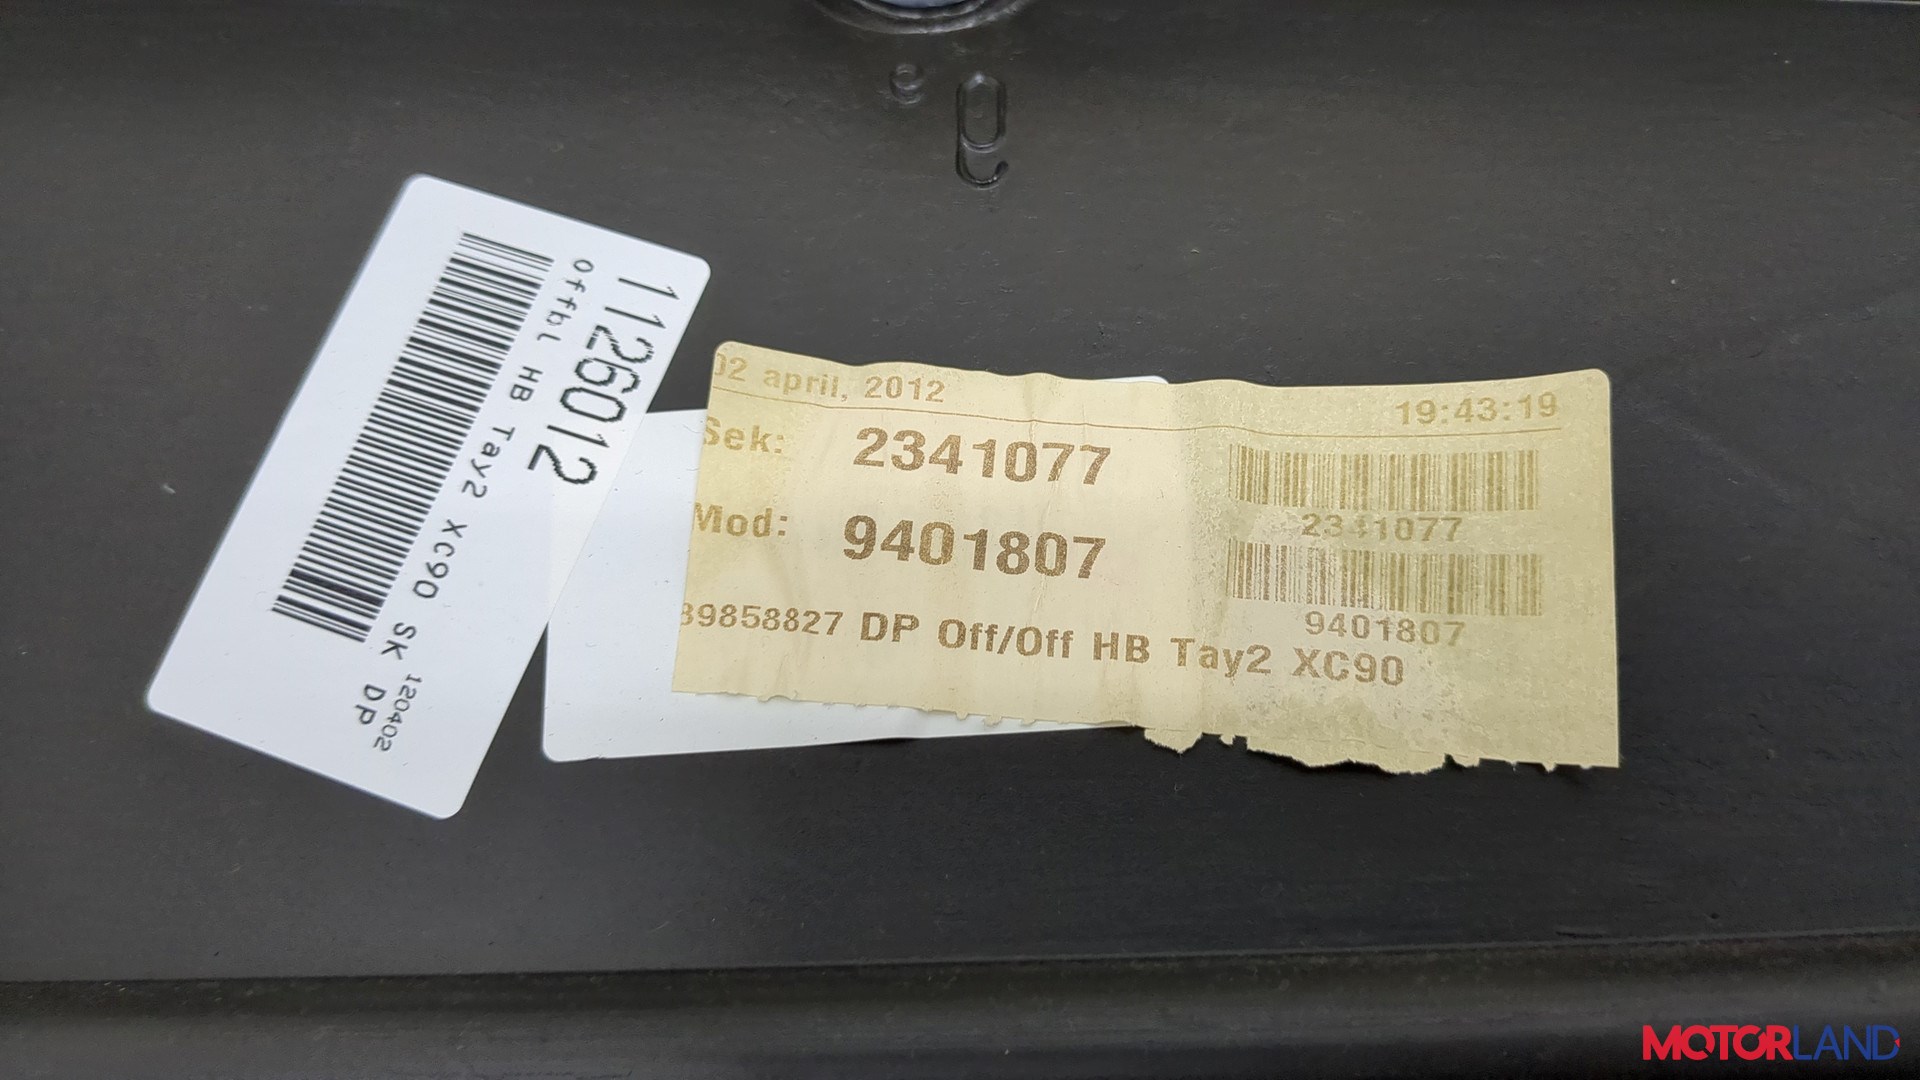 1126012
offbl HB Tay2 XC90 SK DP
120402
02 april, 2012
19:43:19
Sek: 2341077
Mod: 9401807
2341077
9401807
39858827 DP Off/Off HB Tay2 XC90
MOTORLAND